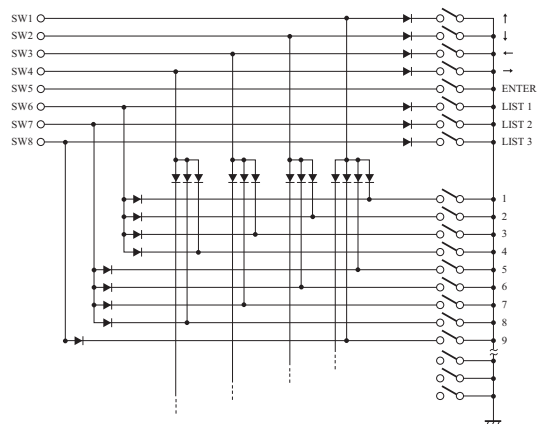 SW1 ↑
SW2 ↓
SW3 ←
SW4 →
SW5 ENTER
SW6 LIST 1
SW7 LIST 2
SW8 LIST 3
1
2
3
4
5
6
7
8
9